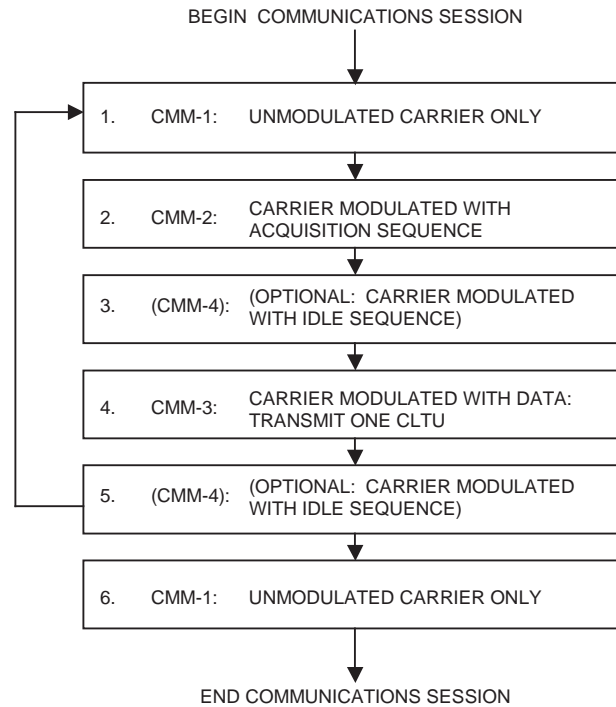 BEGIN COMMUNICATIONS SESSION
1. CMM-1: UNMODULATED CARRIER ONLY
2. CMM-2: CARRIER MODULATED WITH
ACQUISITION SEQUENCE
3. (CMM-4): (OPTIONAL: CARRIER MODULATED
WITH IDLE SEQUENCE)
4. CMM-3: CARRIER MODULATED WITH DATA:
TRANSMIT ONE CLTU
5. (CMM-4): (OPTIONAL: CARRIER MODULATED
WITH IDLE SEQUENCE)
6. CMM-1: UNMODULATED CARRIER ONLY
END COMMUNICATIONS SESSION